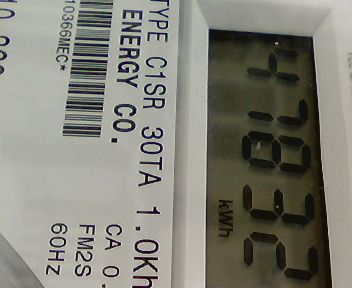 TYPE C1SR 30TA 1.0Kh
ENERGY CO.
CA 0.
FM2S
60Hz
10366MEC*
47832
kWh